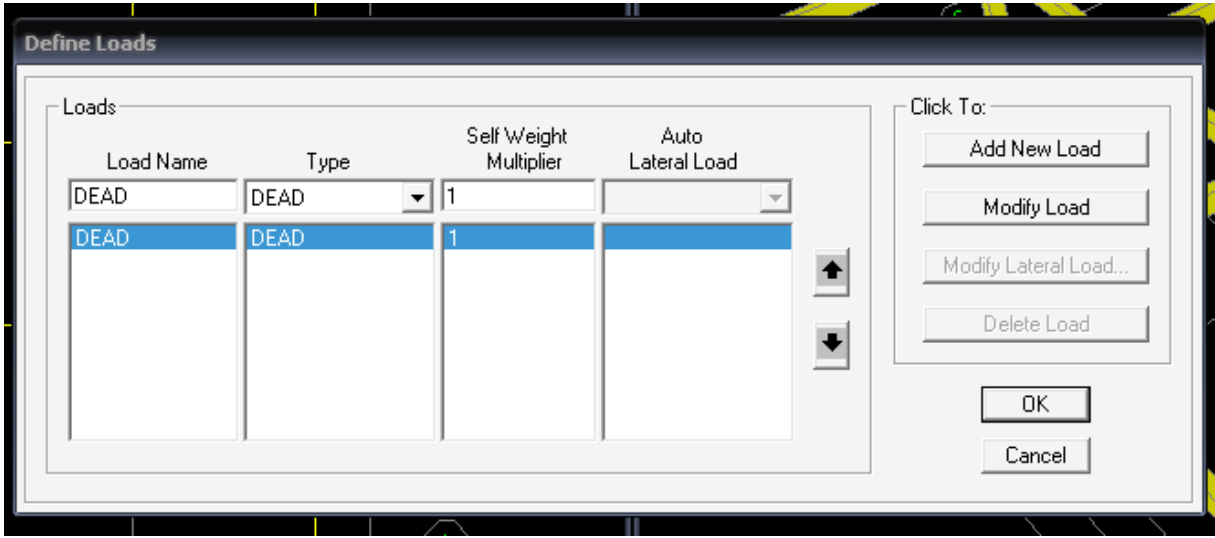 Define Loads
Loads
Load Name Type Self Weight Multiplier Auto Lateral Load
DEAD DEAD 1
DEAD DEAD 1
Click To:
Add New Load
Modify Load
Modify Lateral Load...
Delete Load
OK
Cancel